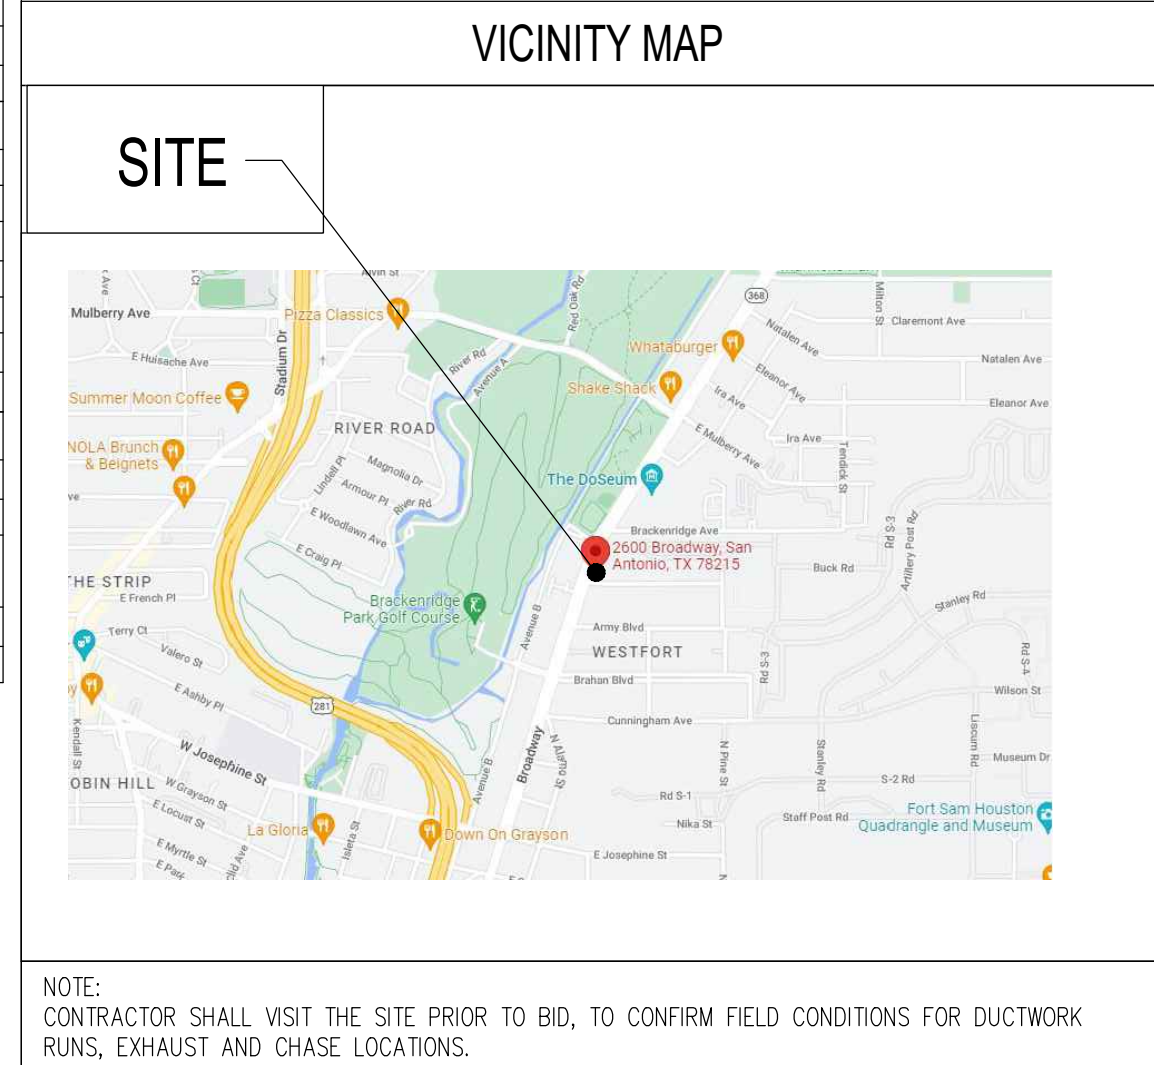 VICINITY MAP
SITE
Alvin St
Mulberry Ave
Pizza Classics
Red Oak Rd
368
Milton St
Claremont Ave
Natalen Ave
E Huisache Ave
Stadium Dr
River Rd
Avenue A
Whataburger
Natalen Ave
Eleanor Ave
Summer Moon Coffee
Shake Shack
Ira Ave
Eleanor Ave
RIVER ROAD
E Mulberry Ave
Ira Ave
Tendick St
NOLA Brunch
& Beignets
Lindell Pl
Magnolia Dr
Armour Pl
River Rd
The DoSeum
E Woodlawn Ave
Brackenridge Ave
Rd S-3
Artillery Post Rd
E Craig Pl
2600 Broadway, San
Antonio, TX 78215
Buck Rd
THE STRIP
E French Pl
Brackenridge
Park Golf Course
Avenue B
Stanley Rd
Terry Ct
Army Blvd
Valero St
WESTFORT
Rd S-3
Rd S-4
E Ashby Pl
Brahan Blvd
Wilson St
281
Cunningham Ave
Kendall St
W Josephine St
Broadway
N Alamo St
N Pine St
Stanley Rd
Liscum Rd
Museum Dr
OBIN HILL
W Grayson St
Avenue B
S-2 Rd
E Locust St
Rd S-1
Fort Sam Houston
Quadrangle and Museum
La Gloria
Isleta St
Down On Grayson
Nika St
Staff Post Rd
E Myrtle St
E Josephine St
E Park
NOTE:
CONTRACTOR SHALL VISIT THE SITE PRIOR TO BID, TO CONFIRM FIELD CONDITIONS FOR DUCTWORK
RUNS, EXHAUST AND CHASE LOCATIONS.